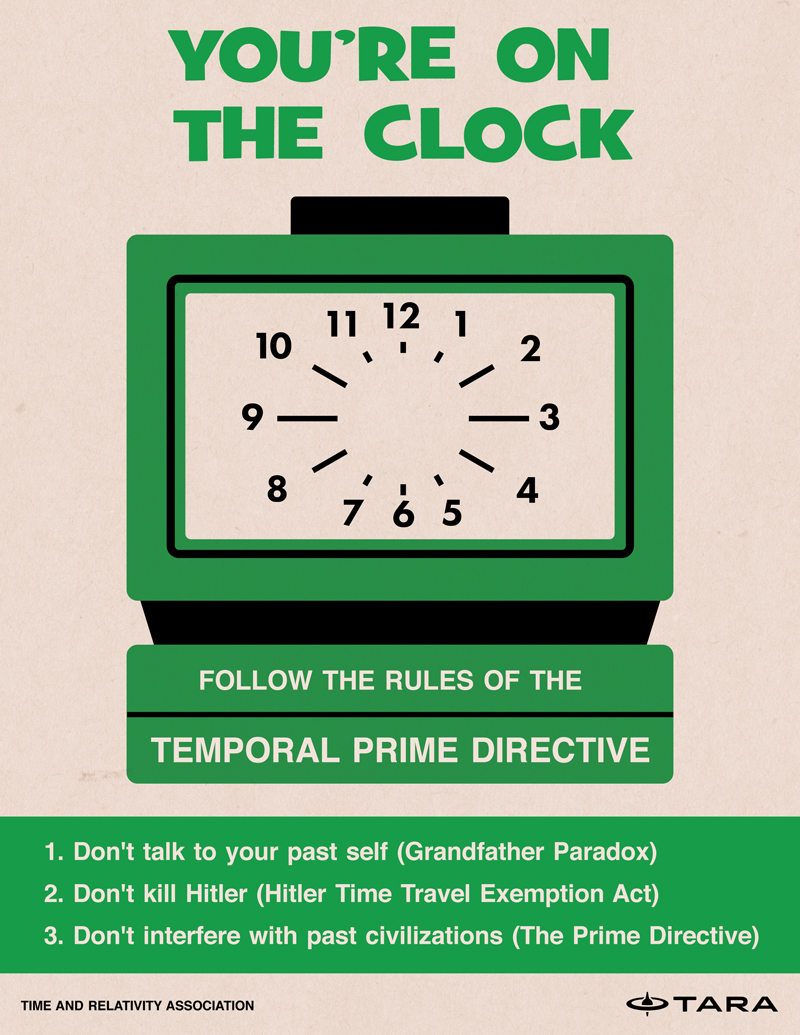 YOU'RE ON
THE CLOCK
12
11
1
10
2
9
3
8
4
7
6
5
FOLLOW THE RULES OF THE
TEMPORAL PRIME DIRECTIVE
1. Don't talk to your past self (Grandfather Paradox)
2. Don't kill Hitler (Hitler Time Travel Exemption Act)
3. Don't interfere with past civilizations (The Prime Directive)
TIME AND RELATIVITY ASSOCIATION
TARA